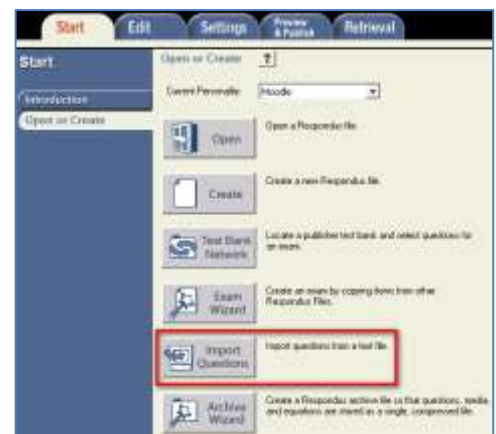 Start
Edit
Settings
Preview & Publish
Retrieval
Start
Introduction
Open or Create
Open or Create
?
Current Personality:
Moodle
Open
Open a Respondus file.
Create
Create a new Respondus file.
Test Bank
Network
Locate a publisher test bank and select questions for
an exam.
Exam
Wizard
Create an exam by copying items from other
Respondus Files.
Import
Questions
Import questions from a text file.
Archive
Wizard
Create a Respondus archive file so that questions, media
and equations are stored as a single, compressed file.